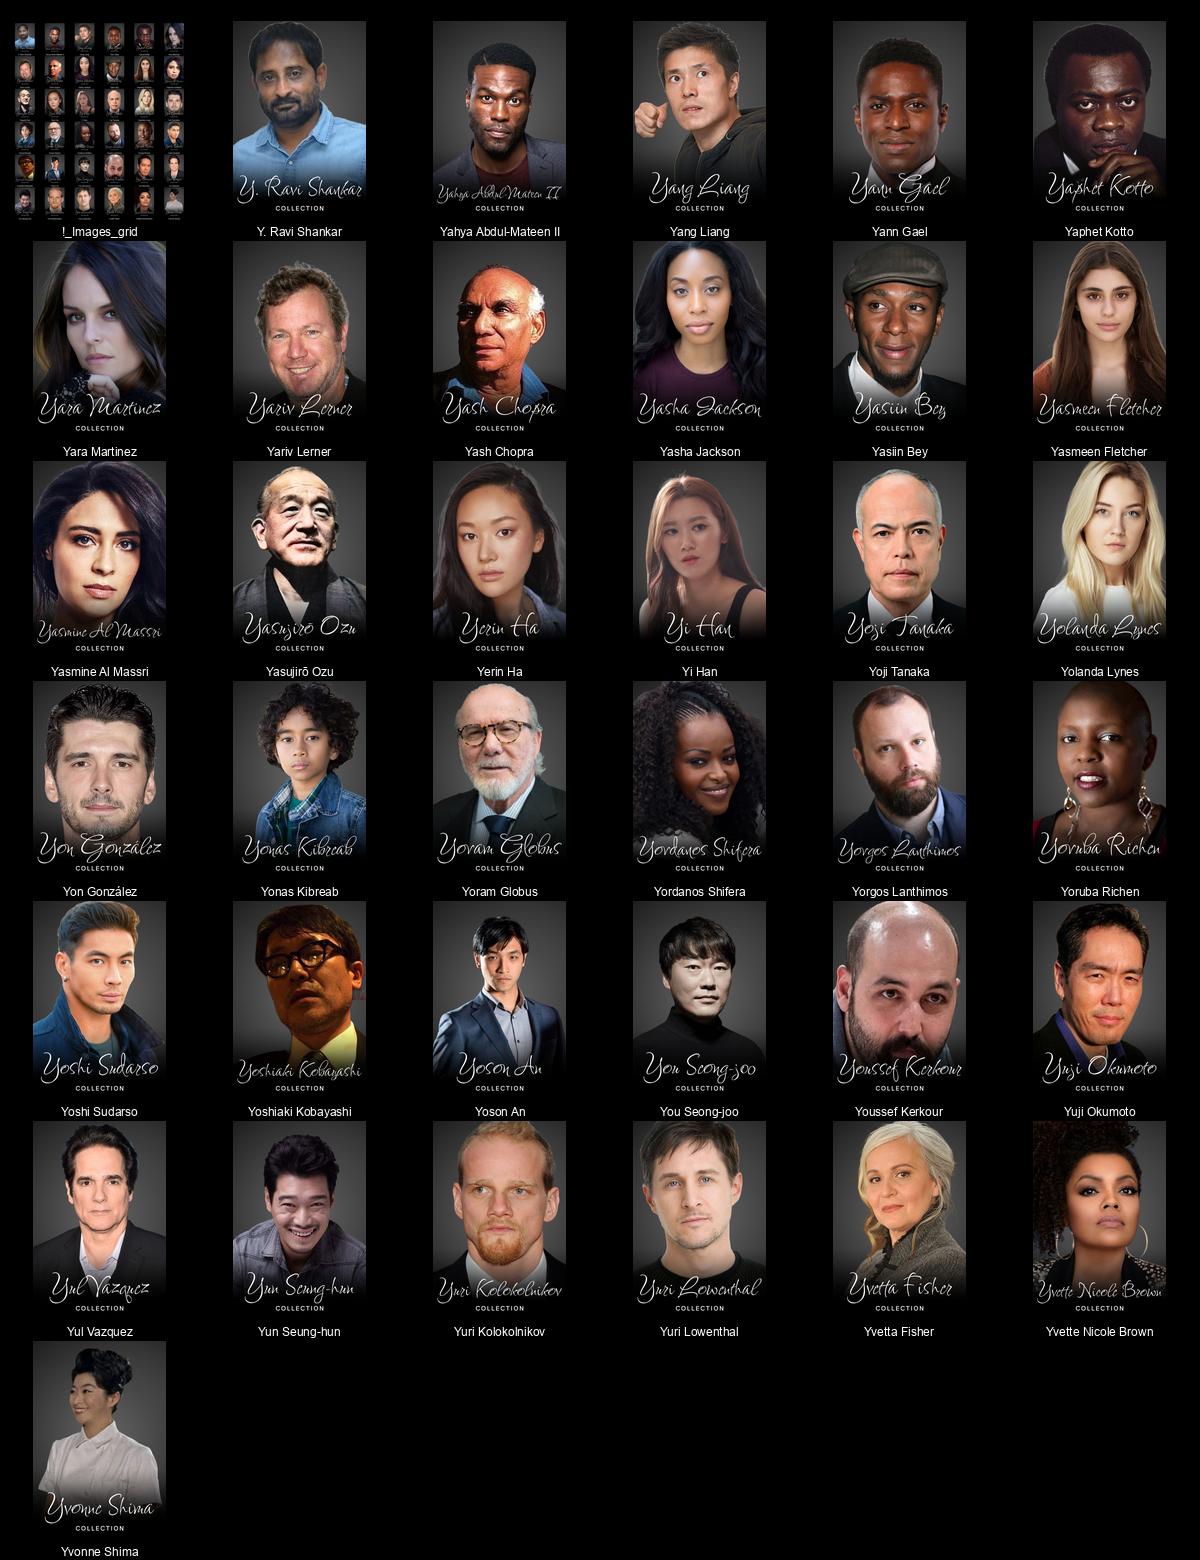 Y. Ravi Shankar
Yahya Abdul-Mateen II
Yang Liang
Yann Gael
Yaphet Kotto
COLLECTION
COLLECTION
COLLECTION
COLLECTION
COLLECTION
!_Images_grid
Y. Ravi Shankar
Yahya Abdul-Mateen II
Yang Liang
Yann Gael
Yaphet Kotto
Yara Martinez
Yariv Lerner
Yash Chopra
Yasha Jackson
Yasiin Bey
Yasmeen Fletcher
COLLECTION
COLLECTION
COLLECTION
COLLECTION
COLLECTION
COLLECTION
Yara Martinez
Yariv Lerner
Yash Chopra
Yasha Jackson
Yasiin Bey
Yasmeen Fletcher
Yasmine Al Massri
Yasujirō Ozu
Yerin Ha
Yi Han
Yoji Tanaka
Yolanda Lynes
COLLECTION
COLLECTION
COLLECTION
COLLECTION
COLLECTION
COLLECTION
Yasmine Al Massri
Yasujirō Ozu
Yerin Ha
Yi Han
Yoji Tanaka
Yolanda Lynes
Yon González
Yonas Kibreab
Yoram Globus
Yordanos Shifera
Yorgos Lanthimos
Yoruba Richen
COLLECTION
COLLECTION
COLLECTION
COLLECTION
COLLECTION
COLLECTION
Yon González
Yonas Kibreab
Yoram Globus
Yordanos Shifera
Yorgos Lanthimos
Yoruba Richen
Yoshi Sudarso
Yoshiaki Kobayashi
Yoson An
You Seong-joo
Youssef Kerkour
Yuji Okumoto
COLLECTION
COLLECTION
COLLECTION
COLLECTION
COLLECTION
COLLECTION
Yoshi Sudarso
Yoshiaki Kobayashi
Yoson An
You Seong-joo
Youssef Kerkour
Yuji Okumoto
Yul Vazquez
Yun Seung-hun
Yuri Kolokolnikov
Yuri Lowenthal
Yvetta Fisher
Yvette Nicole Brown
COLLECTION
COLLECTION
COLLECTION
COLLECTION
COLLECTION
COLLECTION
Yul Vazquez
Yun Seung-hun
Yuri Kolokolnikov
Yuri Lowenthal
Yvetta Fisher
Yvette Nicole Brown
Yvonne Shima
COLLECTION
Yvonne Shima